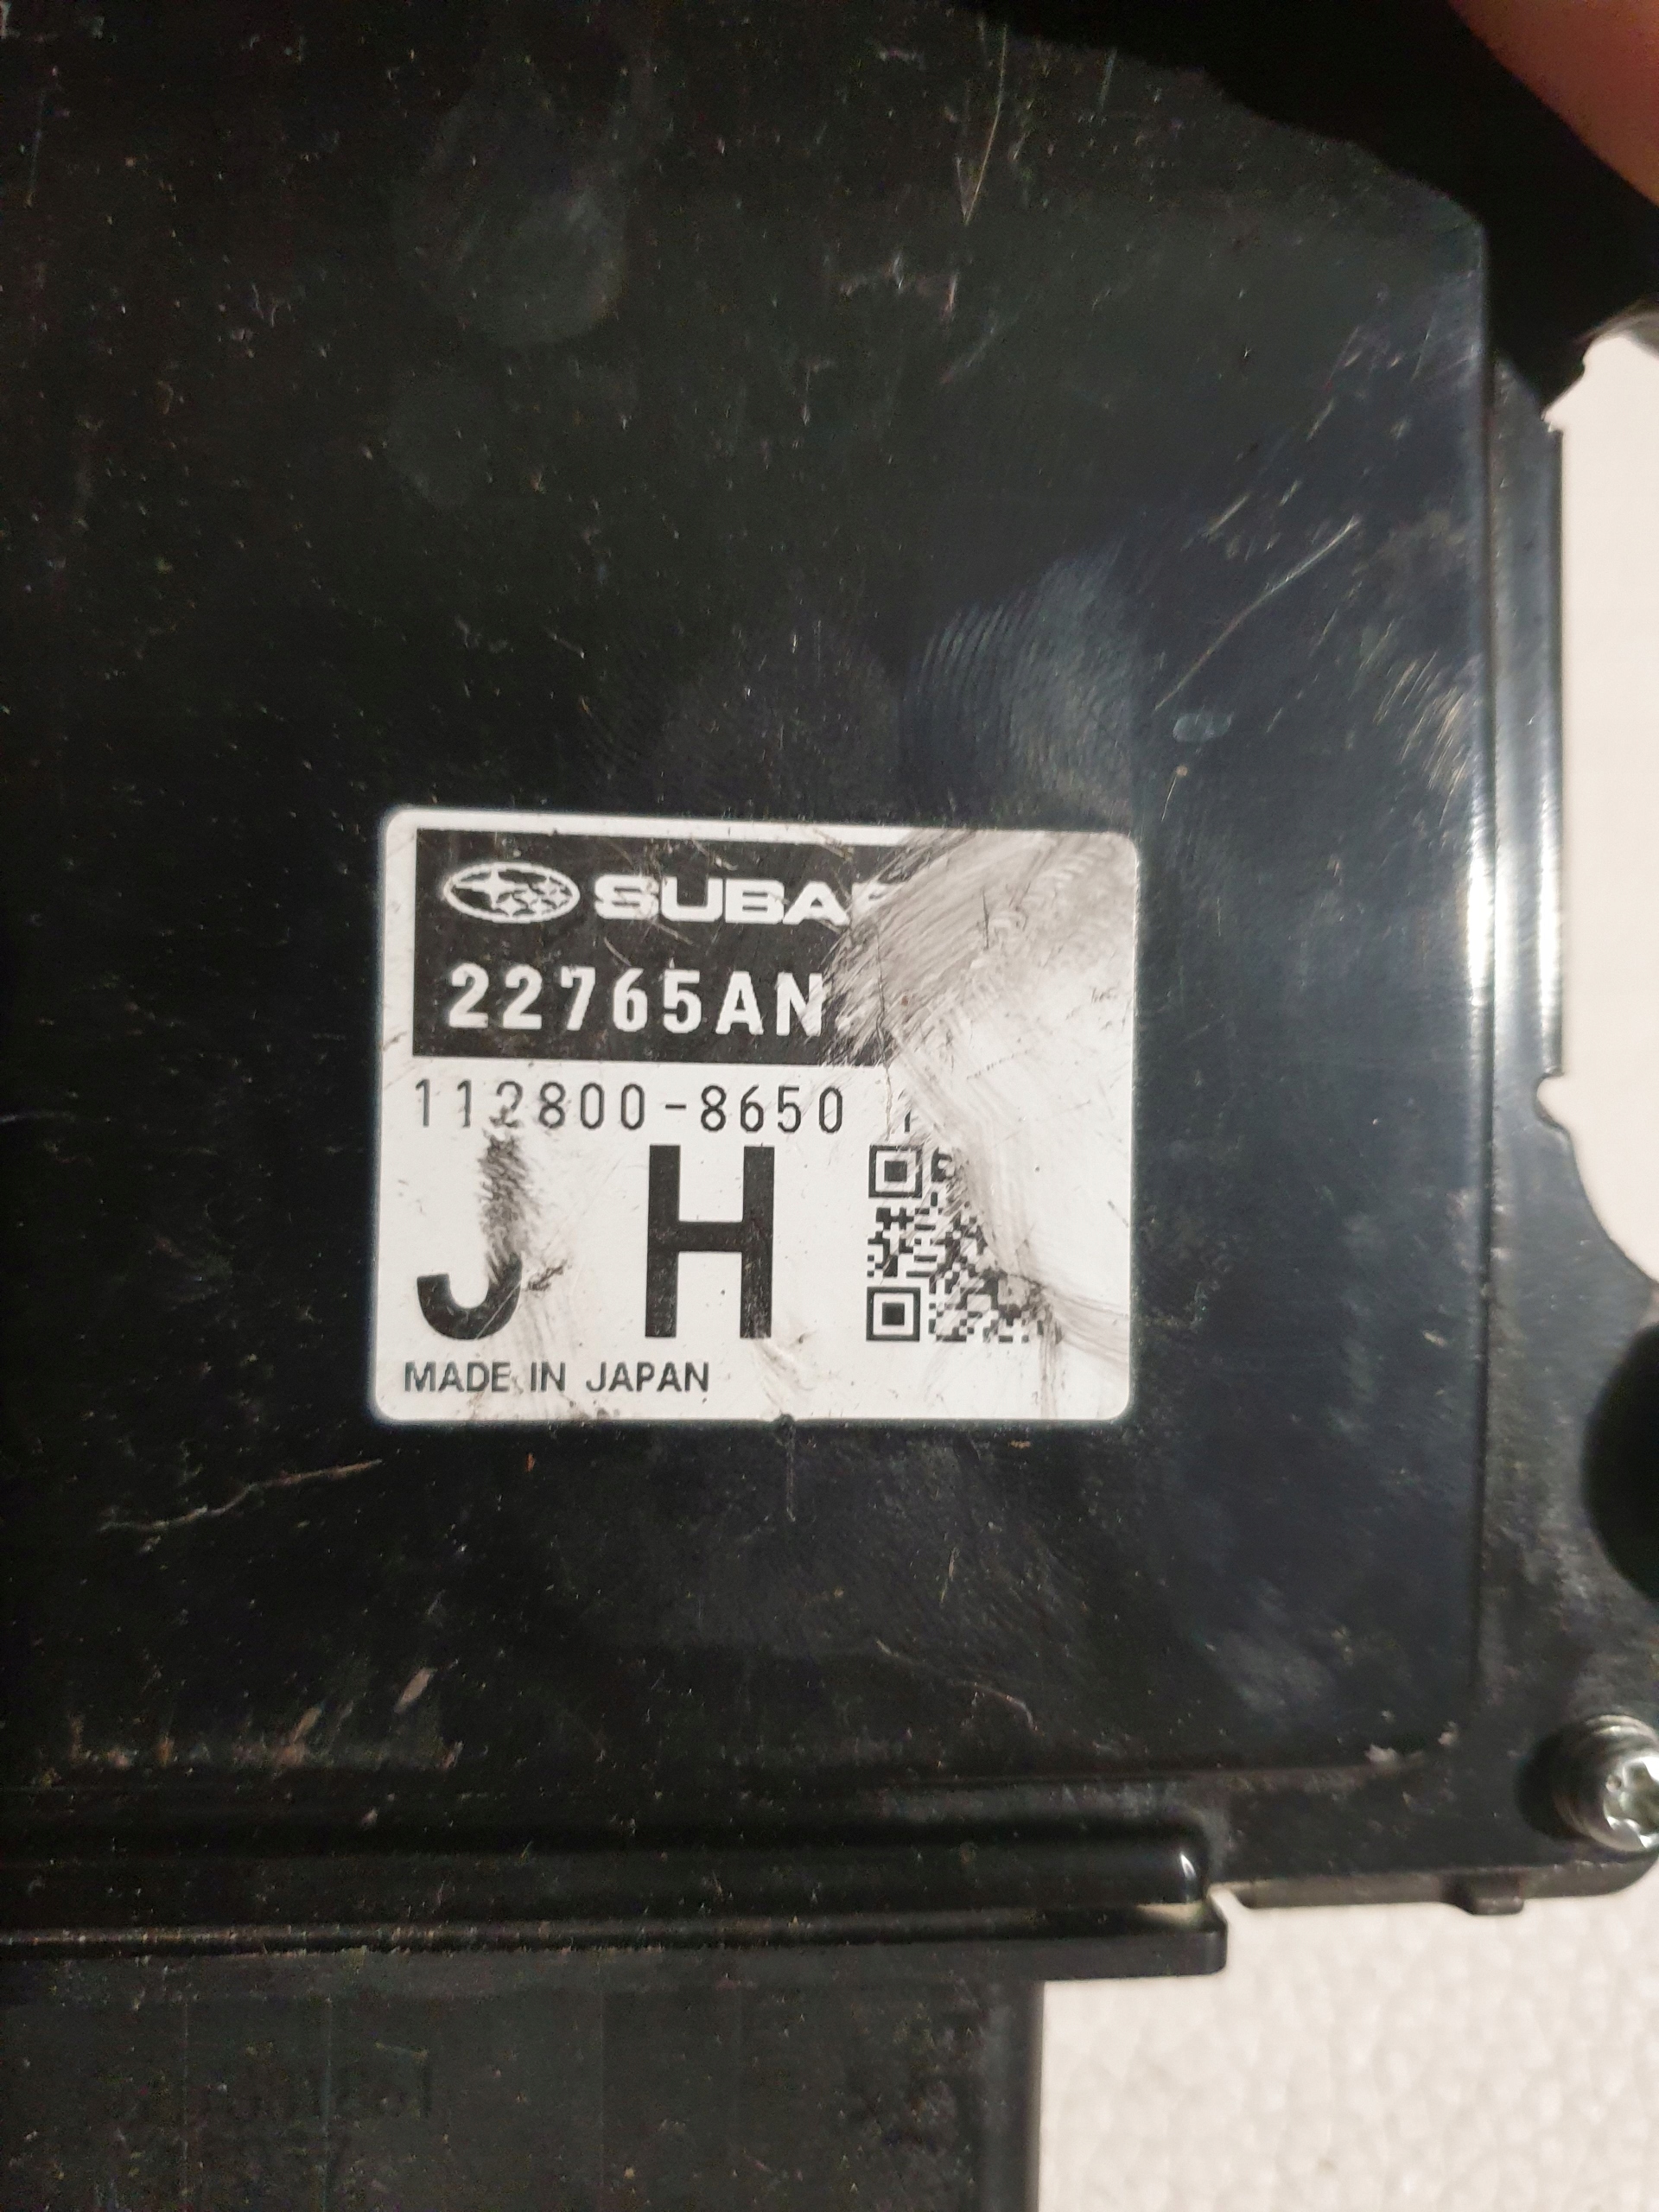 SUBA
22765AN
112800-8650
J H
MADE IN JAPAN